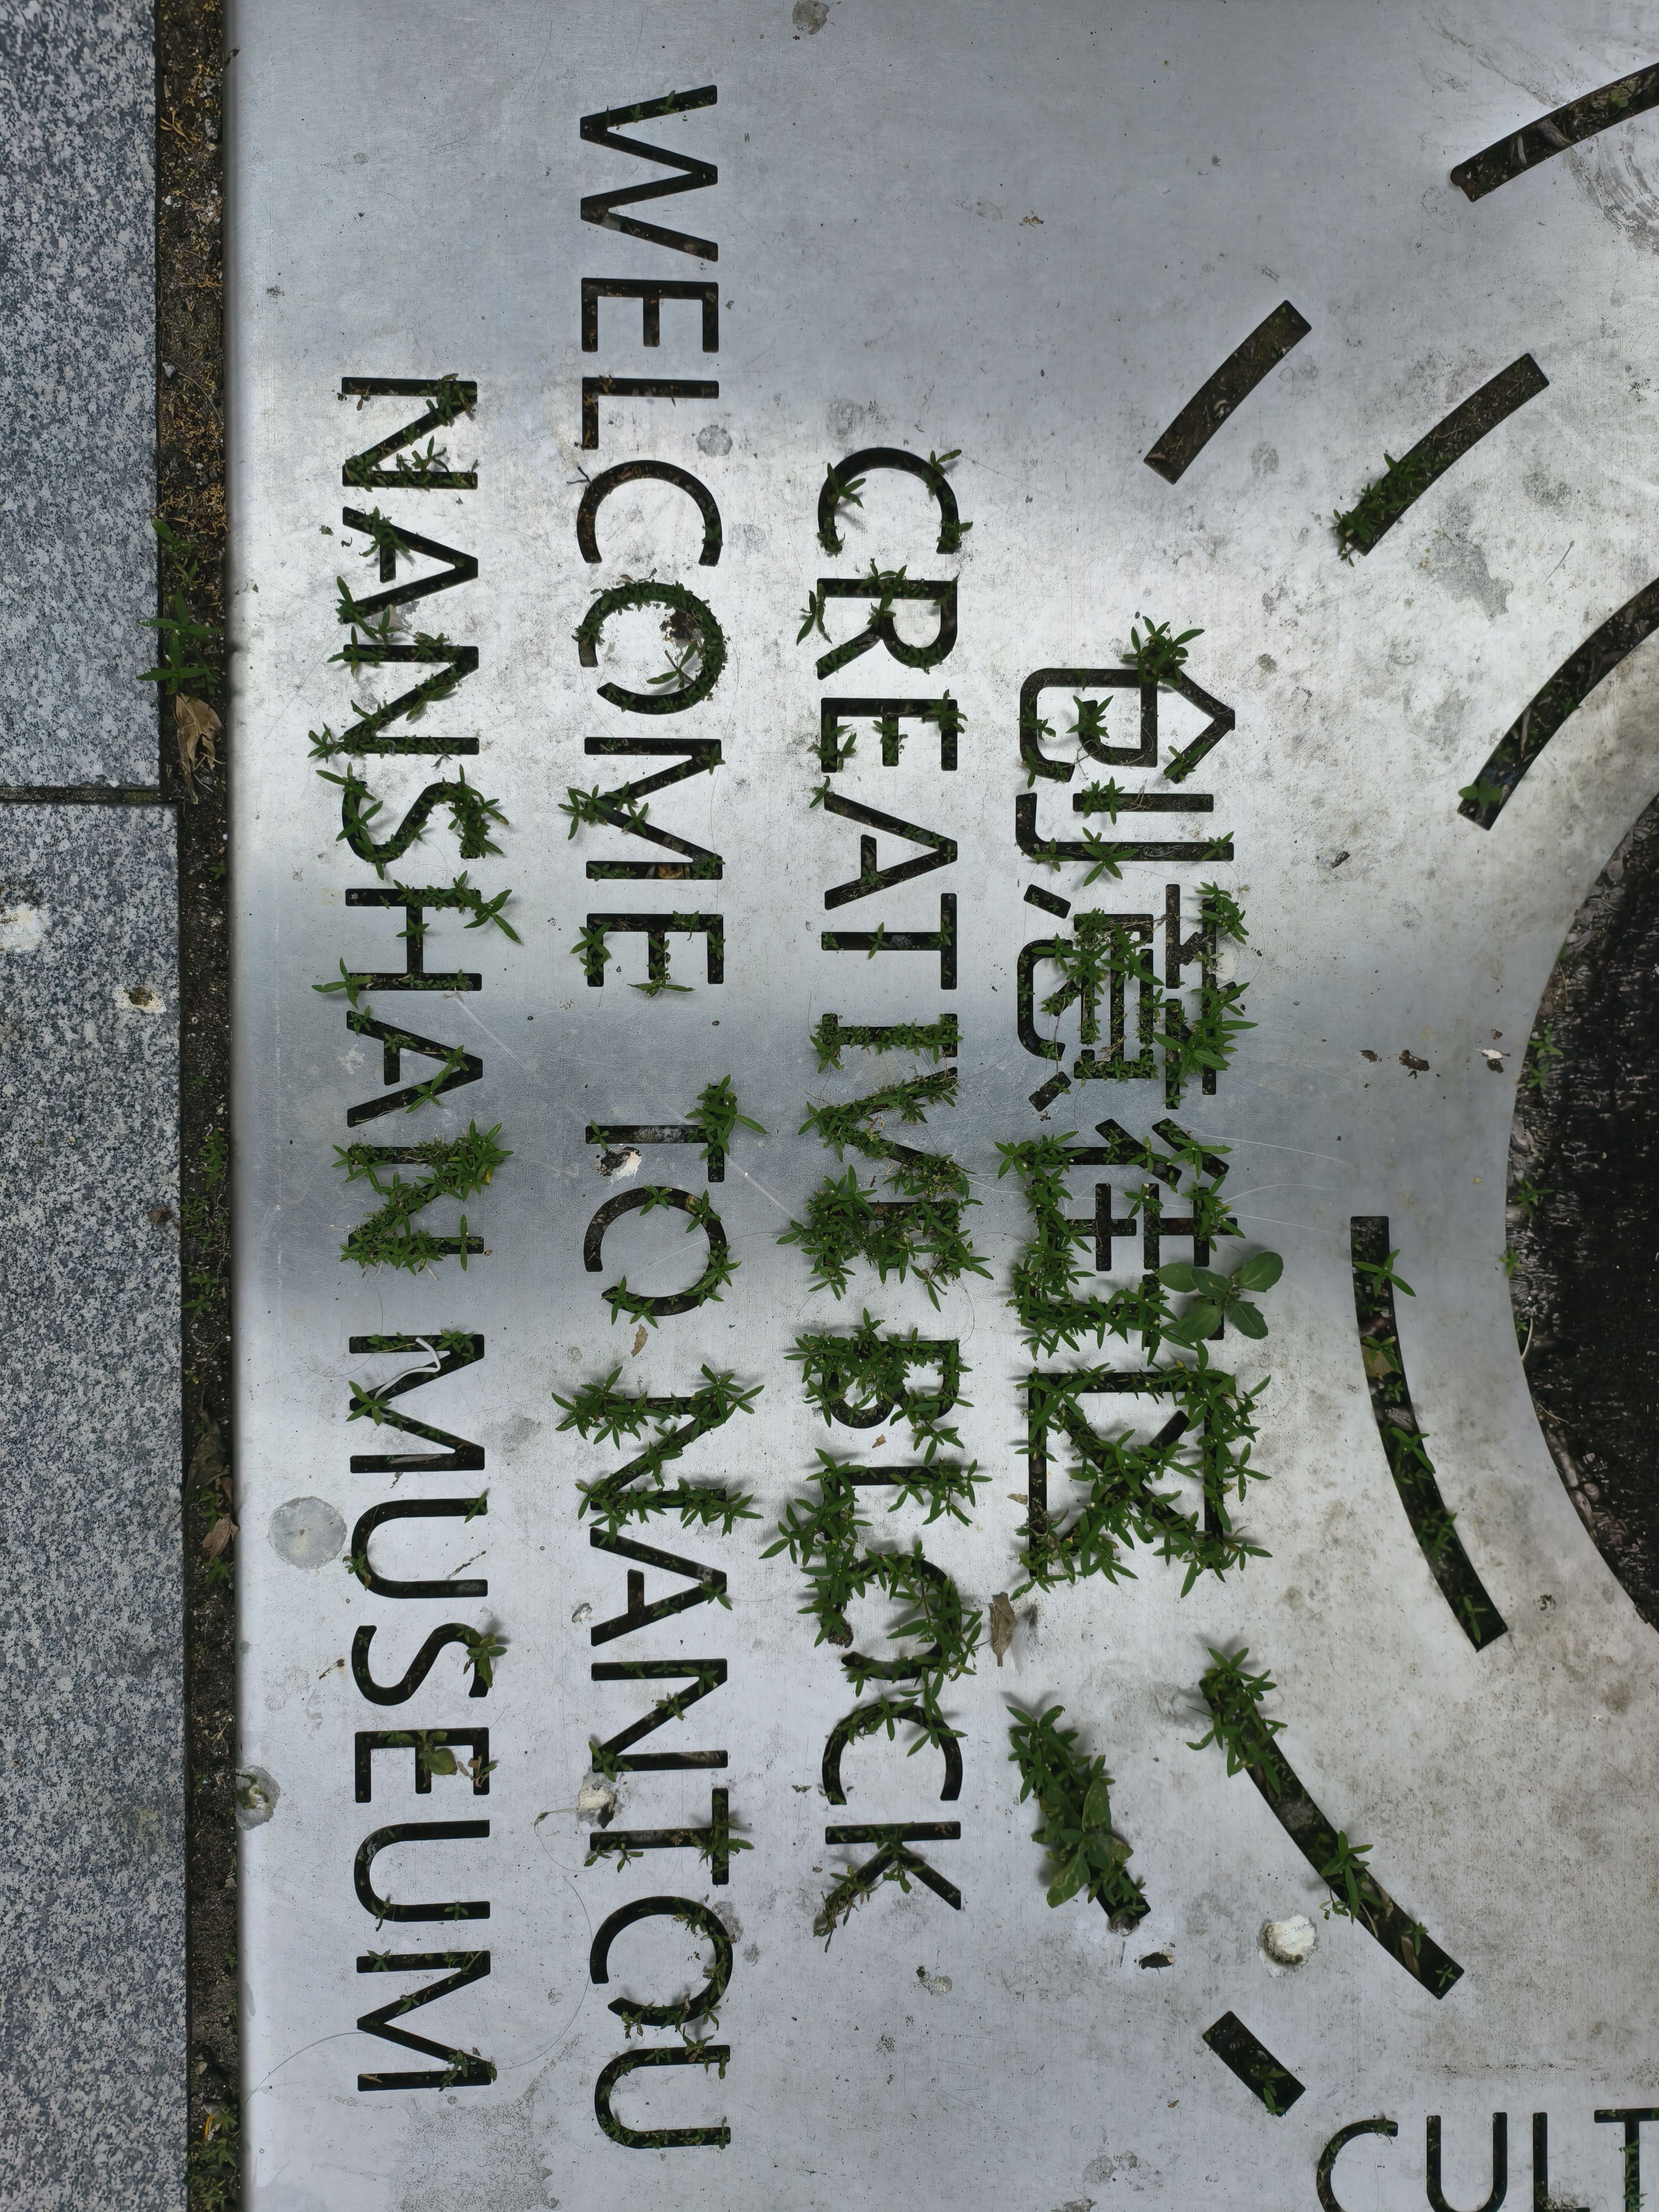 创意街区
CREATIVE BLOCK
WELCOME TO NANTOU
NANSHAN MUSEUM
CULT